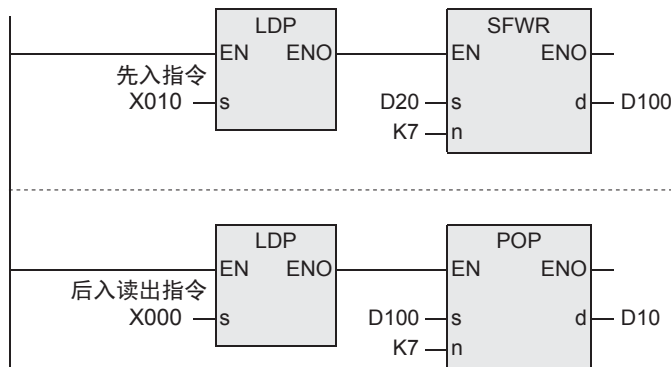 LDP SFWR
EN ENO EN ENO
先入指令
X010 s D20 s d D100
K7 n
LDP POP
EN ENO EN ENO
后入读出指令
X000 s D100 s d D10
K7 n